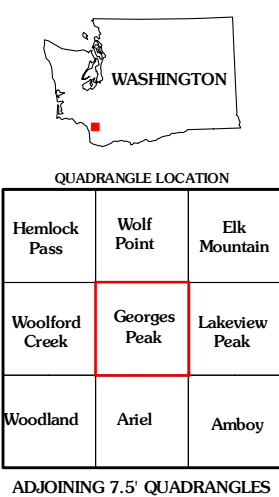 WASHINGTON
QUADRANGLE LOCATION
Hemlock
Pass
Wolf
Point
Elk
Mountain
Woolford
Creek
Georges
Peak
Lakeview
Peak
Woodland
Ariel
Amboy
ADJOINING 7.5' QUADRANGLES